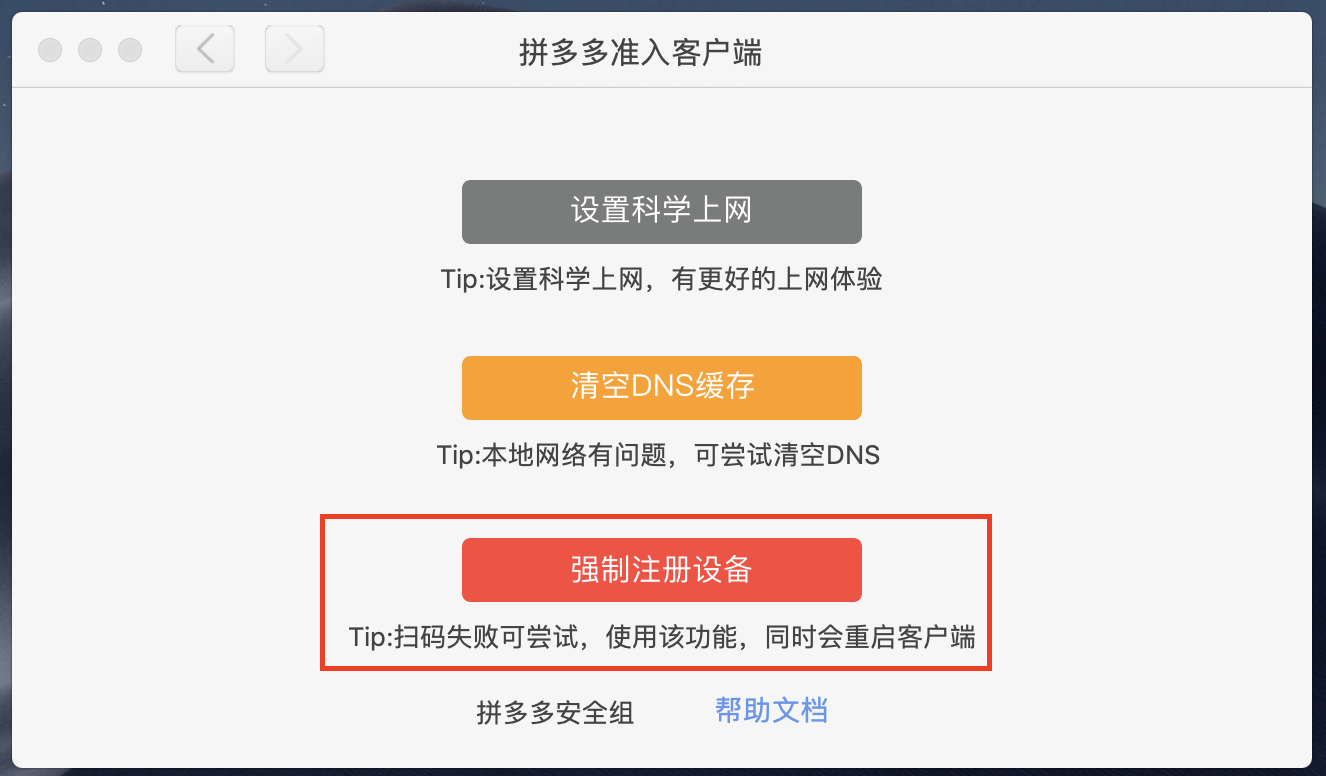 拼多多准入客户端
设置科学上网
Tip:设置科学上网，有更好的上网体验
清空DNS缓存
Tip:本地网络有问题，可尝试清空DNS
强制注册设备
Tip:扫码失败可尝试，使用该功能，同时会重启客户端
拼多多安全组 帮助文档